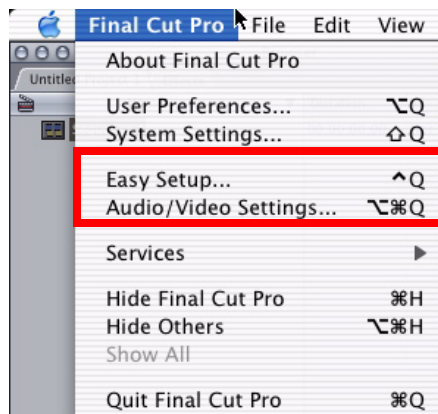 Final Cut Pro File Edit View
About Final Cut Pro
Untitle
User Preferences... ⌥Q
System Settings... ⇧Q
Easy Setup... ^Q
Audio/Video Settings... ⌥⌘Q
Services
Hide Final Cut Pro ⌘H
Hide Others ⌥⌘H
Show All
Quit Final Cut Pro ⌘Q